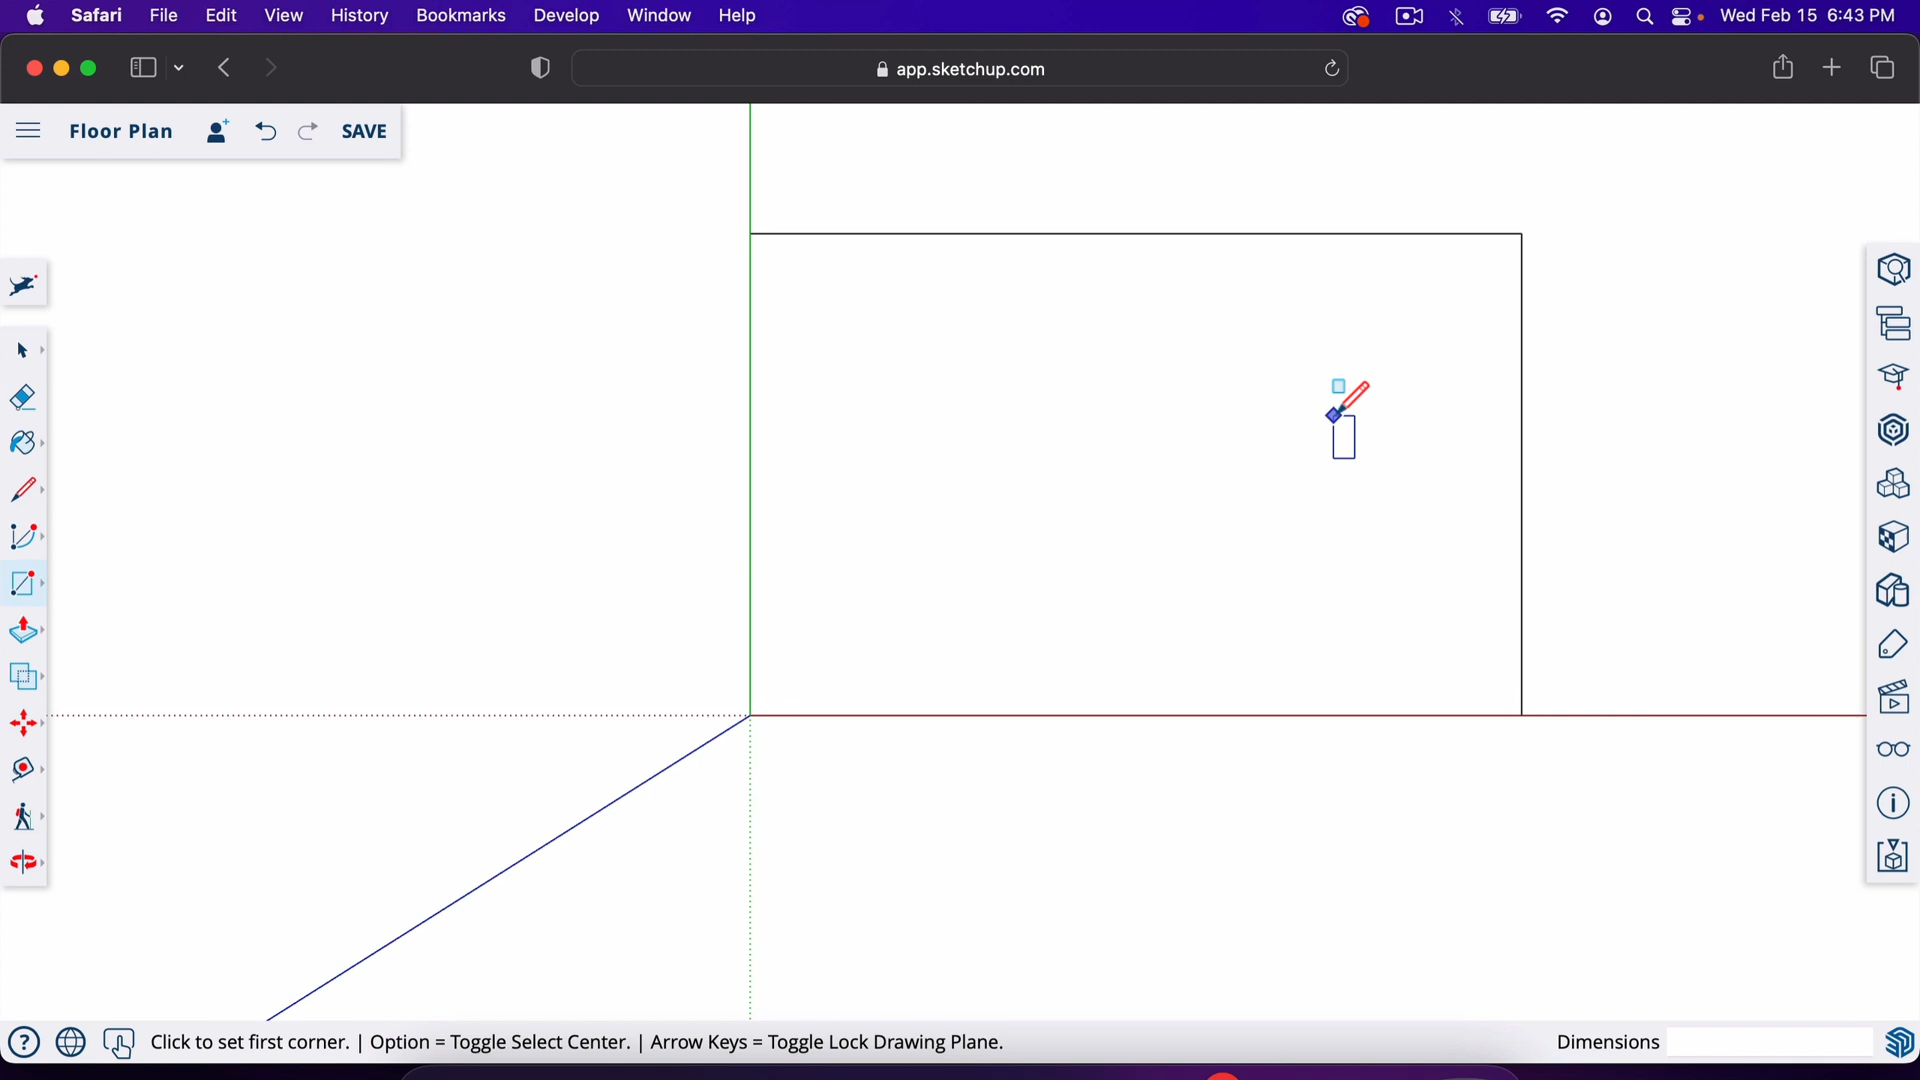 Safari File Edit View History Bookmarks Develop Window Help Wed Feb 15 6:43 PM
app.sketchup.com
Floor Plan SAVE
Click to set first corner. | Option = Toggle Select Center. | Arrow Keys = Toggle Lock Drawing Plane. Dimensions